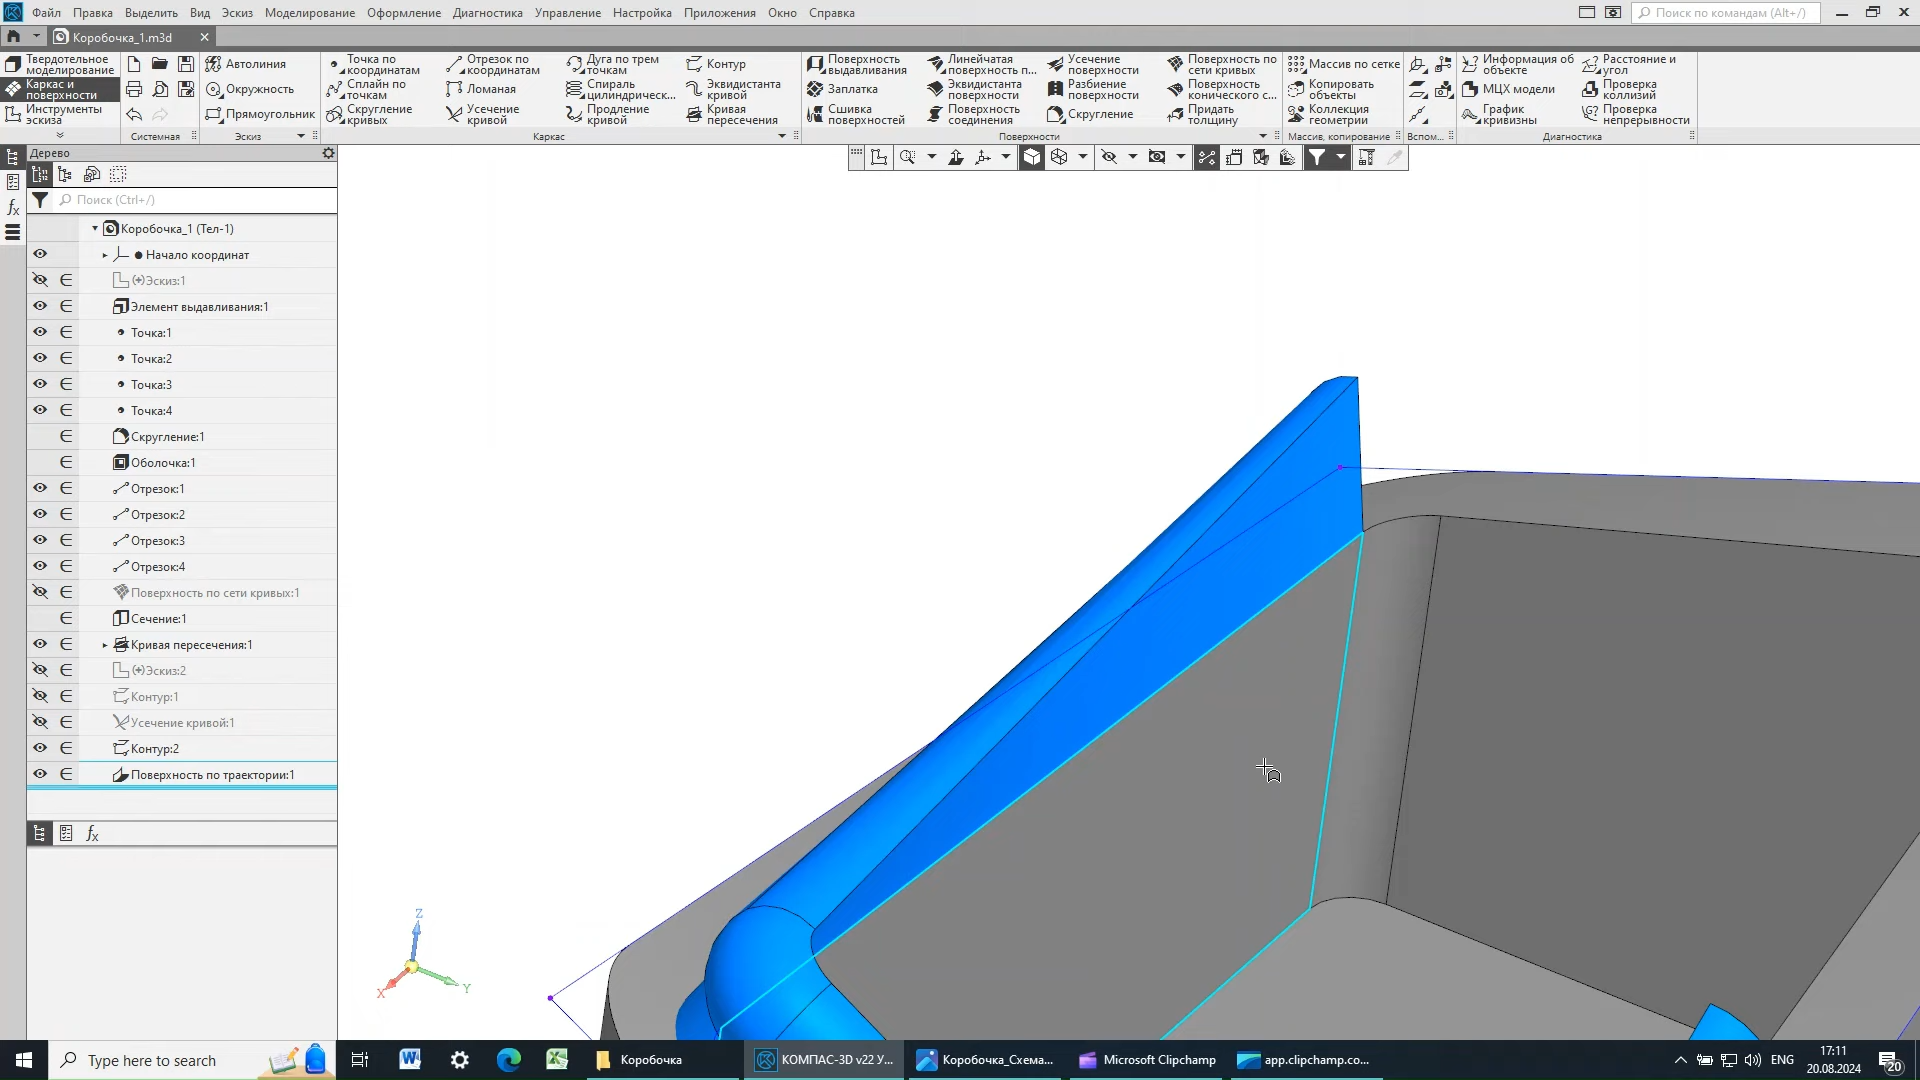 Файл Правка Выделить Вид Эскиз Моделирование Оформление Диагностика Управление Настройка Приложения Окно Справка
Поиск по командам (Alt+/)
Коробочка_1.m3d
Твердотельное моделирование
Каркас и поверхности
Инструменты эскиза
Системная
Автолиния
Окружность
Прямоугольник
Эскиз
Точка по координатам
Сплайн по точкам
Скругление кривых
Отрезок по координатам
Ломаная
Усечение кривой
Дуга по трем точкам
Спираль цилиндрическ...
Продление кривой
Контур
Эквидистанта кривой
Кривая пересечения
Каркас
Поверхность выдавливания
Заплатка
Сшивка поверхностей
Линейчатая поверхность п...
Эквидистанта поверхности
Поверхность соединения
Усечение поверхности
Разбиение поверхности
Скругление
Поверхность по сети кривых
Поверхность конического с...
Придать толщину
Поверхности
Массив по сетке
Копировать объекты
Коллекция геометрии
Массив, копирование
Вспом...
Информация об объекте
МЦХ модели
График кривизны
Расстояние и угол
Проверка коллизий
Проверка непрерывности
Диагностика
Дерево
Поиск (Ctrl+/)
Коробочка_1 (Тел-1)
Начало координат
(+)Эскиз:1
Элемент выдавливания:1
Точка:1
Точка:2
Точка:3
Точка:4
Скругление:1
Оболочка:1
Отрезок:1
Отрезок:2
Отрезок:3
Отрезок:4
Поверхность по сети кривых:1
Сечение:1
Кривая пересечения:1
(+)Эскиз:2
Контур:1
Усечение кривой:1
Контур:2
Поверхность по траектории:1
Z
X
Y
Type here to search
Коробочка
КОМПАС-3D v22 У...
Коробочка_Схема...
Microsoft Clipchamp
app.clipchamp.co...
ENG
17:11
20.08.2024
20